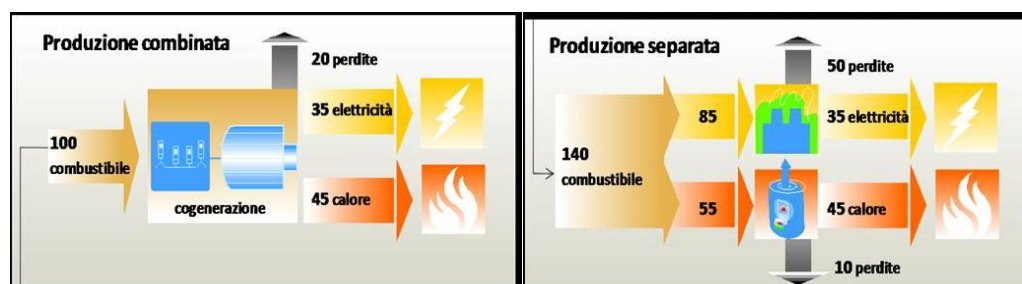 Produzione combinata
20 perdite
35 elettricità
100
combustibile
cogenerazione
45 calore
Produzione separata
50 perdite
85
35 elettricità
140
combustibile
55
45 calore
10 perdite